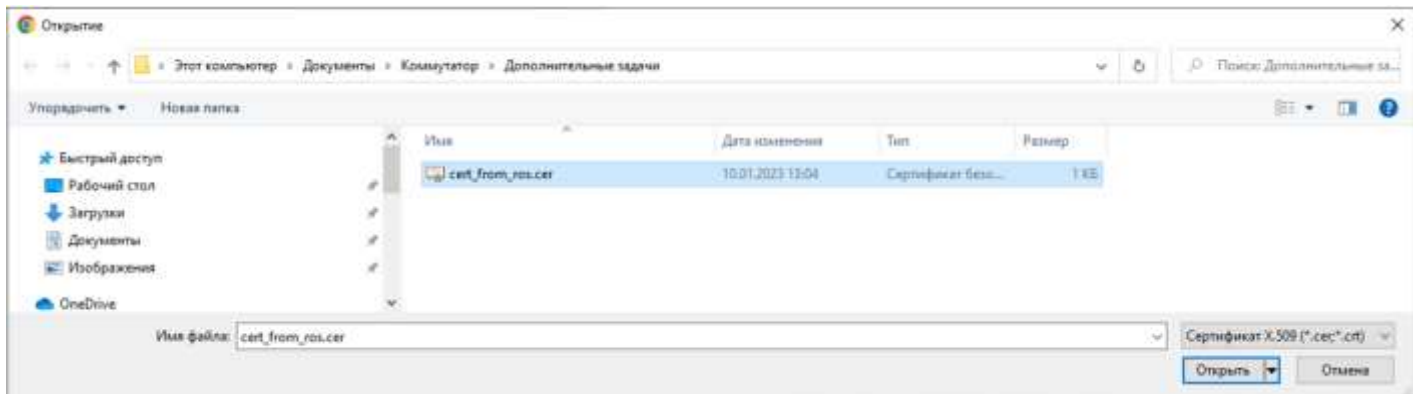 Открытие
Этот компьютер › Документы › Коммутатор › Дополнительные задачи
Поиск: Дополнительные за...
Упорядочить
Новая папка
Имя
Дата изменения
Тип
Размер
Быстрый доступ
cert_from_ros.cer
10.01.2023 13:04
Сертификат безо...
1 КБ
Рабочий стол
Загрузки
Документы
Изображения
OneDrive
Имя файла:
cert_from_ros.cer
Сертификат X.509 (*.cer;*.crt)
Открыть
Отмена